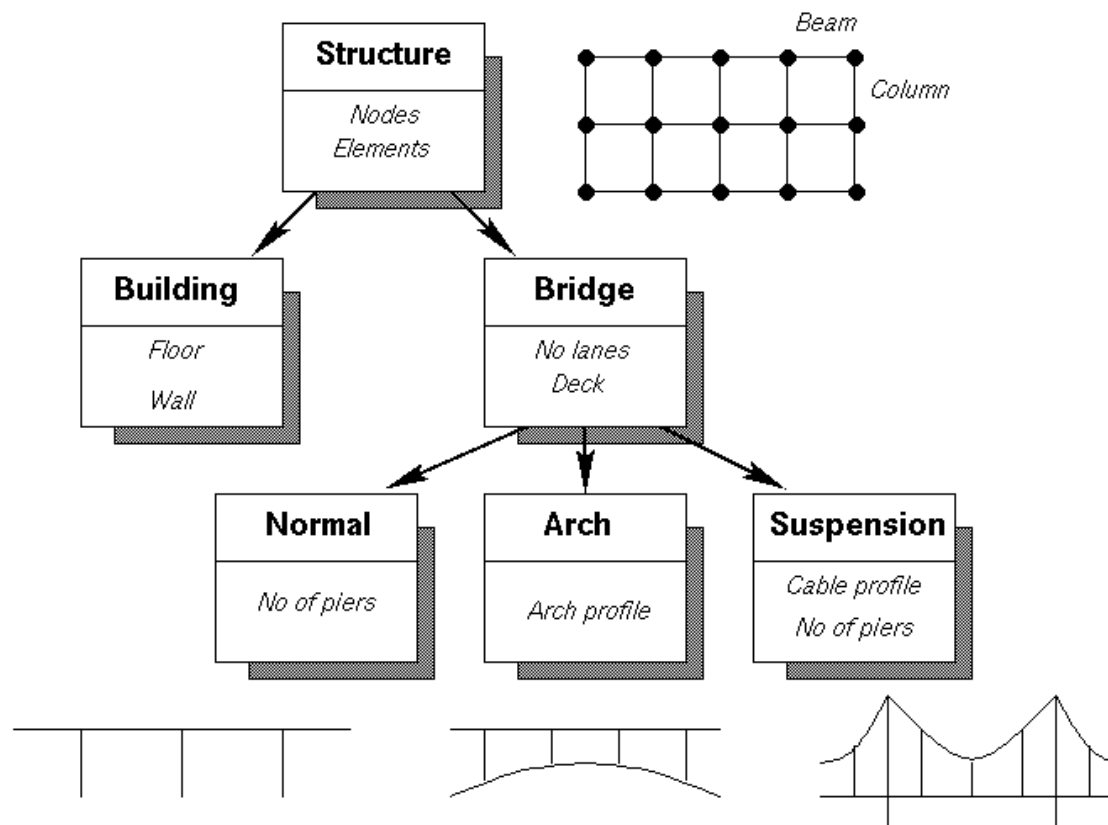 Beam
Structure
Column
Nodes
Elements
Building
Bridge
Floor
No lanes
Deck
Wall
Normal
Arch
Suspension
No of piers
Arch profile
Cable profile
No of piers